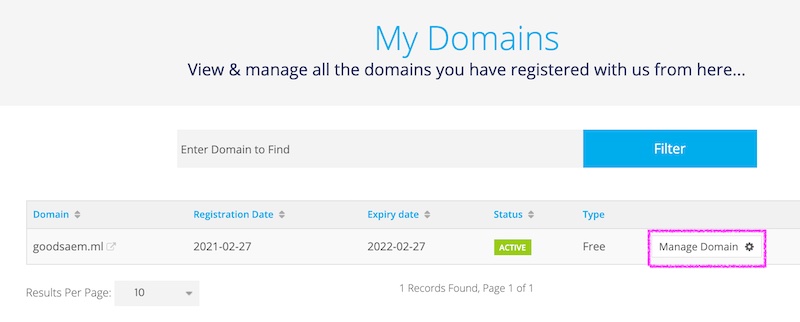 My Domains
View & manage all the domains you have registered with us from here...
Enter Domain to Find
Filter
Domain Registration Date Expiry date Status Type
goodsaem.ml 2021-02-27 2022-02-27 ACTIVE Free Manage Domain
Results Per Page: 10 1 Records Found, Page 1 of 1